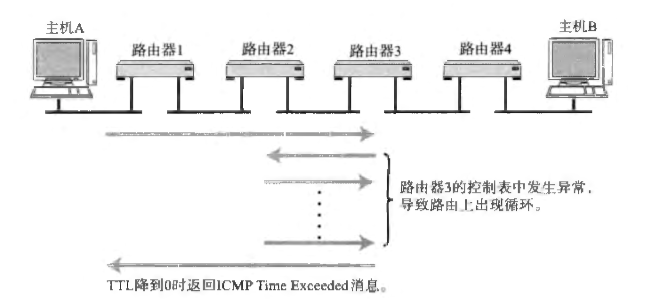 主机A
主机B
路由器1
路由器2
路由器3
路由器4
路由器3的控制表中发生异常，
导致路由上出现循环。
TTL降到0时返回ICMP Time Exceeded消息。